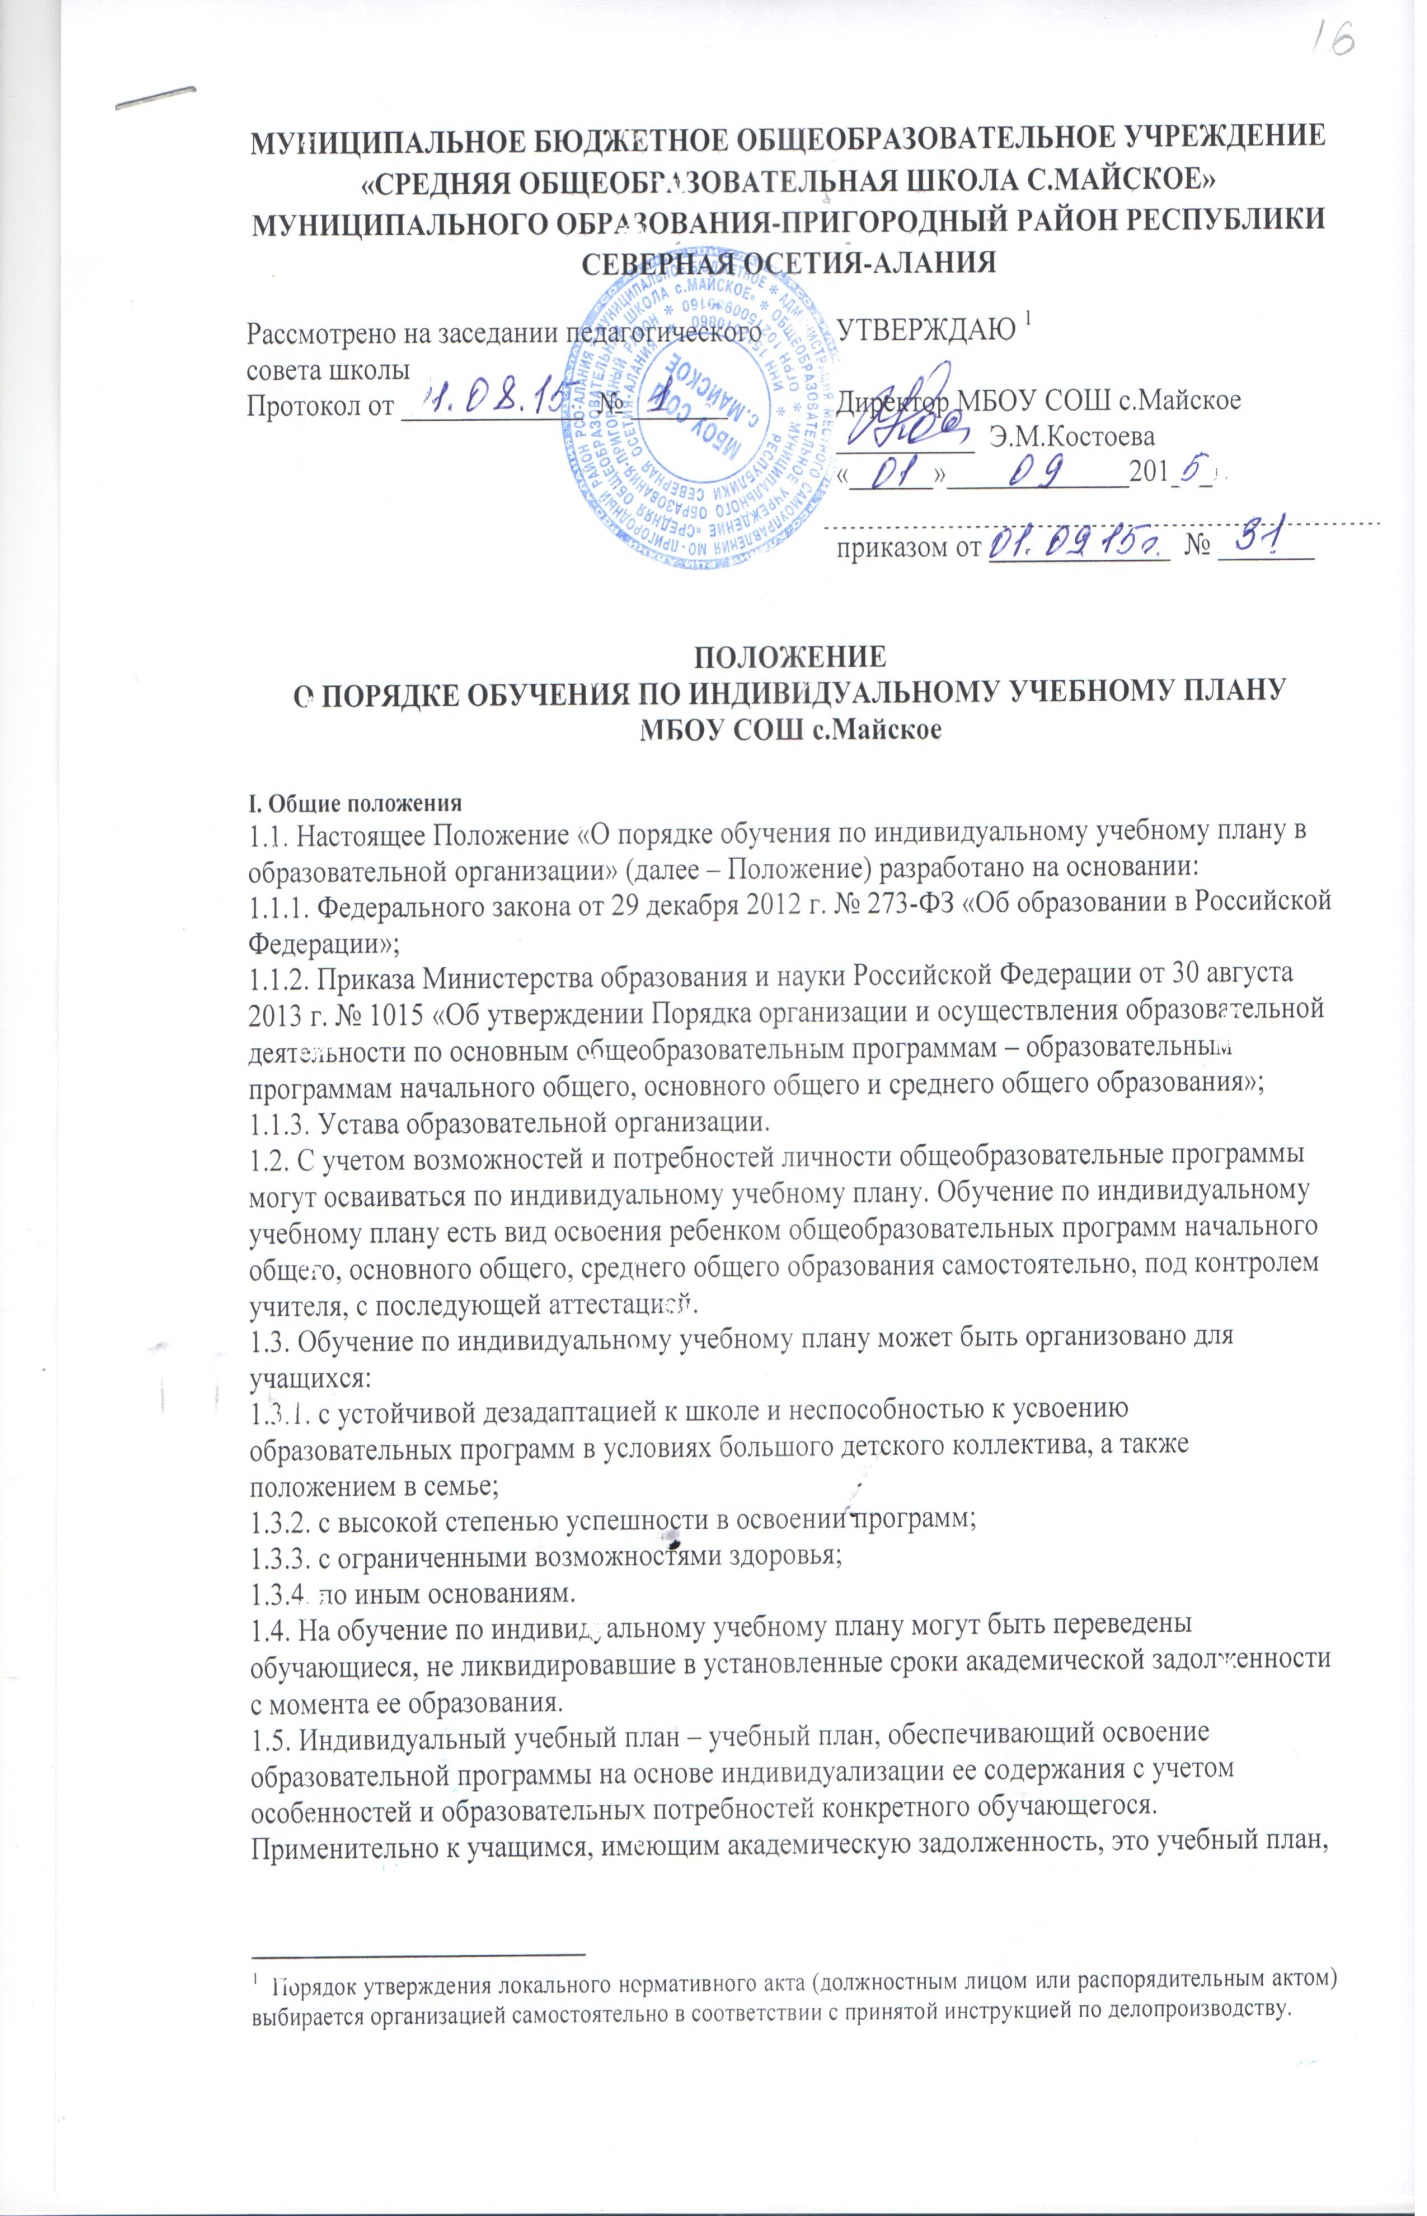 16
МУНИЦИПАЛЬНОЕ БЮДЖЕТНОЕ ОБЩЕОБРАЗОВАТЕЛЬНОЕ УЧРЕЖДЕНИЕ
«СРЕДНЯЯ ОБЩЕОБРАЗОВАТЕЛЬНАЯ ШКОЛА С.МАЙСКОЕ»
МУНИЦИПАЛЬНОГО ОБРАЗОВАНИЯ-ПРИГОРОДНЫЙ РАЙОН РЕСПУБЛИКИ
СЕВЕРНАЯ ОСЕТИЯ-АЛАНИЯ
Рассмотрено на заседании педагогического
совета школы
Протокол от 08.15 № 1
МБОУ СОШ
с. МАЙСКОЕ
УТВЕРЖДАЮ 1
Директор МБОУ СОШ с.Майское
Э.М.Костоева
«01» 09 2015
приказом от 01.09 15г. № 31
ПОЛОЖЕНИЕ
О ПОРЯДКЕ ОБУЧЕНИЯ ПО ИНДИВИДУАЛЬНОМУ УЧЕБНОМУ ПЛАНУ
МБОУ СОШ с.Майское
I. Общие положения
1.1. Настоящее Положение «О порядке обучения по индивидуальному учебному плану в
образовательной организации» (далее – Положение) разработано на основании:
1.1.1. Федерального закона от 29 декабря 2012 г. № 273-ФЗ «Об образовании в Российской
Федерации»;
1.1.2. Приказа Министерства образования и науки Российской Федерации от 30 августа
2013 г. № 1015 «Об утверждении Порядка организации и осуществления образовательной
деятельности по основным общеобразовательным программам – образовательным
программам начального общего, основного общего и среднего общего образования»;
1.1.3. Устава образовательной организации.
1.2. С учетом возможностей и потребностей личности общеобразовательные программы
могут осваиваться по индивидуальному учебному плану. Обучение по индивидуальному
учебному плану есть вид освоения ребенком общеобразовательных программ начального
общего, основного общего, среднего общего образования самостоятельно, под контролем
учителя, с последующей аттестацией.
1.3. Обучение по индивидуальному учебному плану может быть организовано для
учащихся:
1.3.1. с устойчивой дезадаптацией к школе и неспособностью к усвоению
образовательных программ в условиях большого детского коллектива, а также
положением в семье;
1.3.2. с высокой степенью успешности в освоении программ;
1.3.3. с ограниченными возможностями здоровья;
1.3.4. по иным основаниям.
1.4. На обучение по индивидуальному учебному плану могут быть переведены
обучающиеся, не ликвидировавшие в установленные сроки академической задолженности
с момента ее образования.
1.5. Индивидуальный учебный план – учебный план, обеспечивающий освоение
образовательной программы на основе индивидуализации ее содержания с учетом
особенностей и образовательных потребностей конкретного обучающегося.
Применительно к учащимся, имеющим академическую задолженность, это учебный план,
1 Порядок утверждения локального нормативного акта (должностным лицом или распорядительным актом)
выбирается организацией самостоятельно в соответствии с принятой инструкцией по делопроизводству.